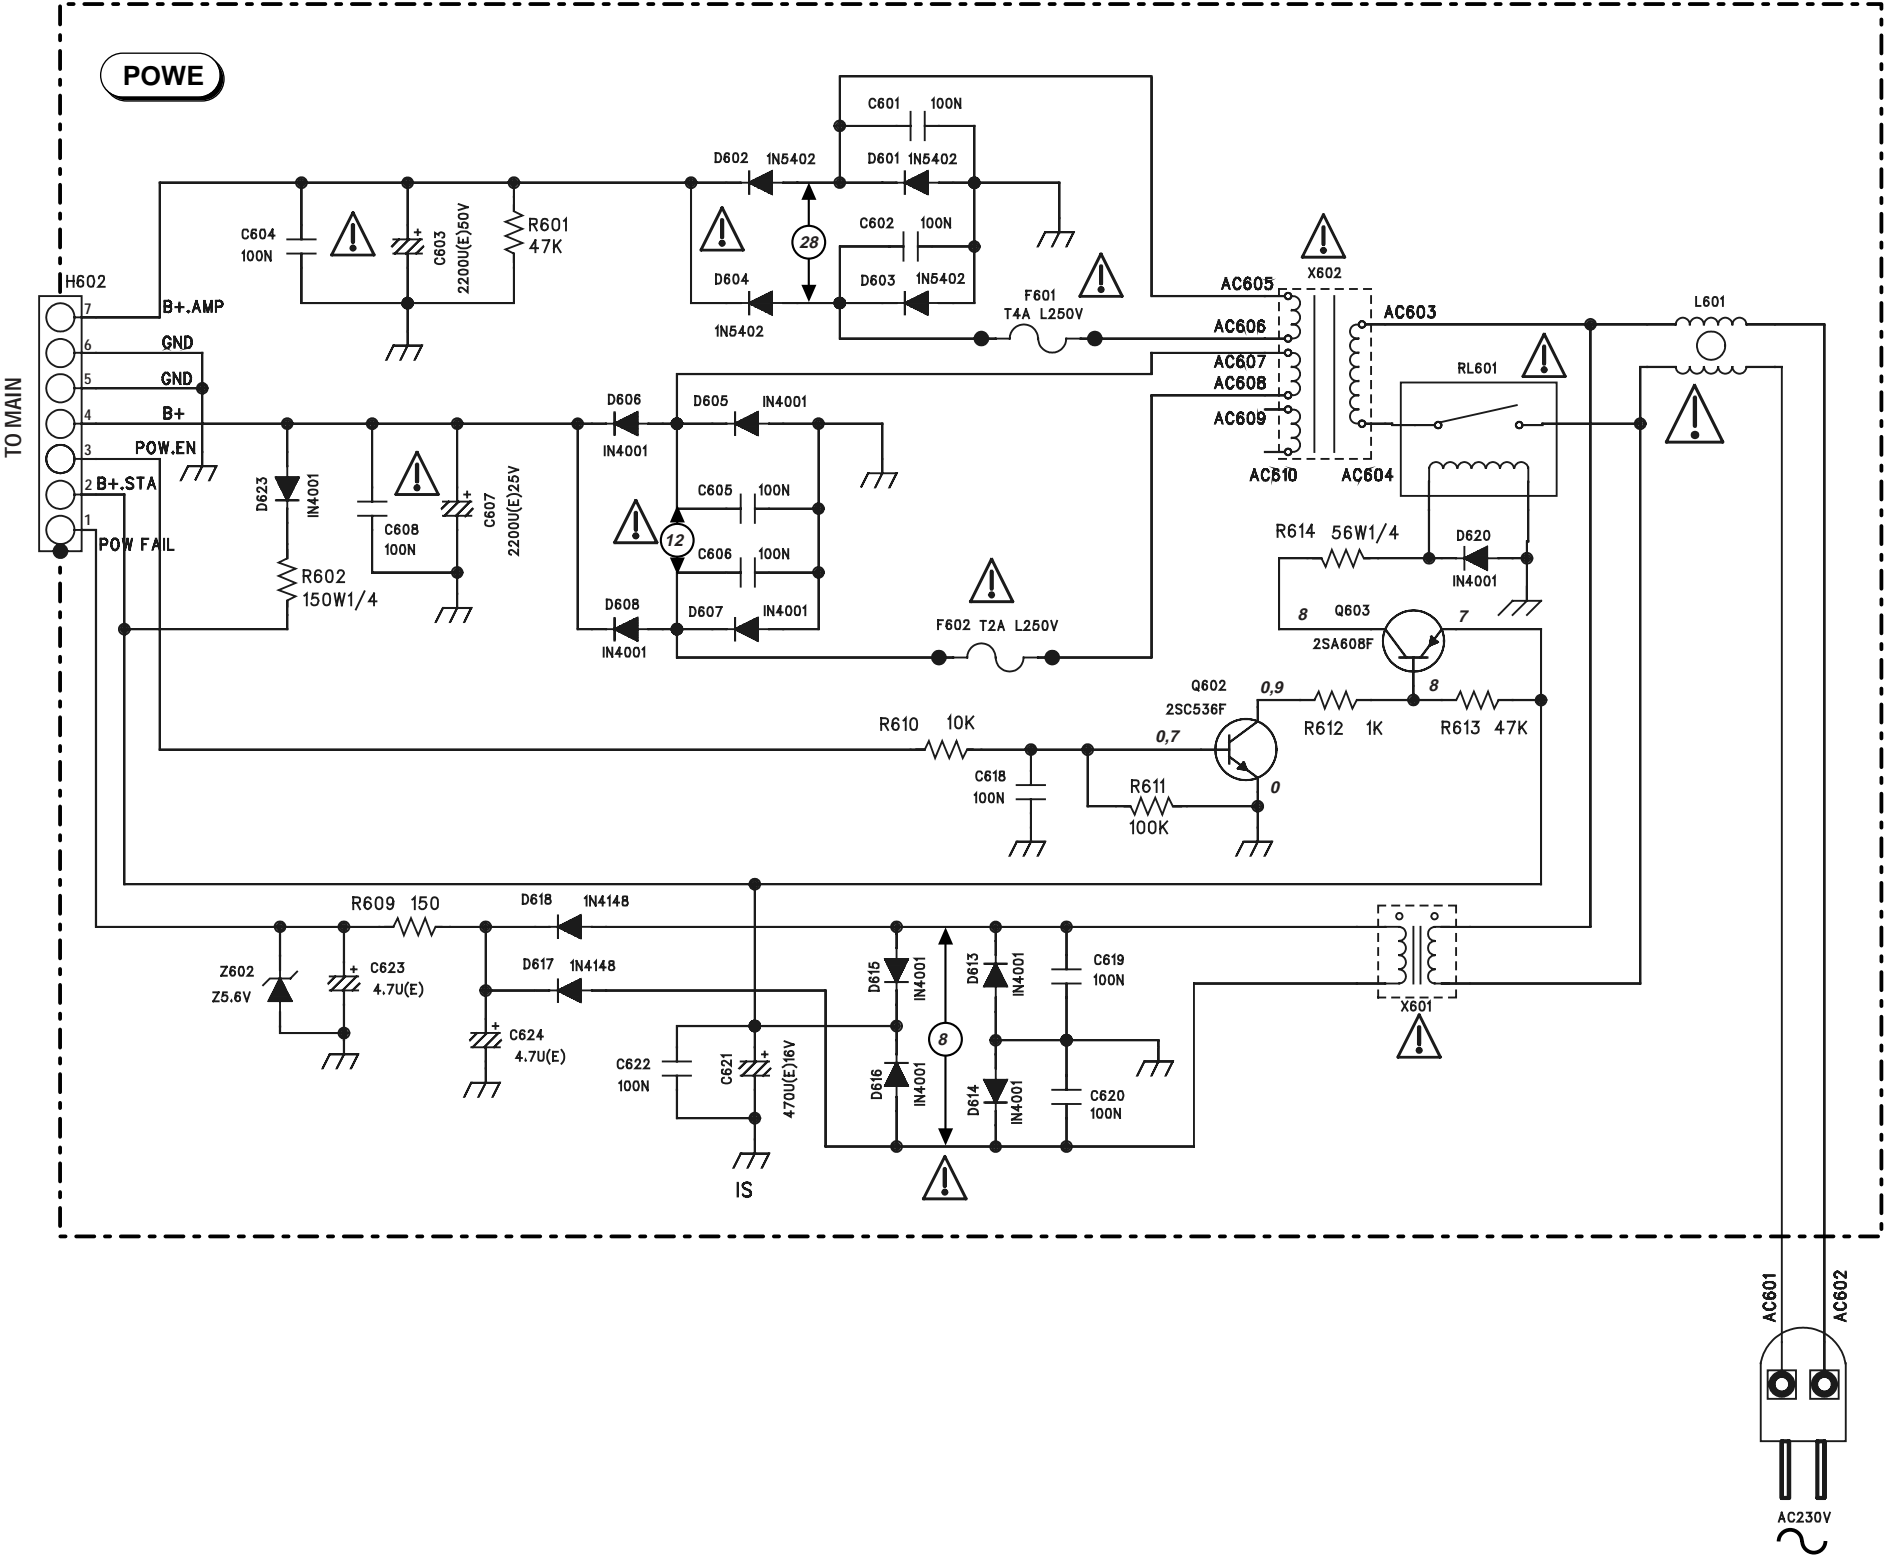 POWE
C601 100N
D602 1N5402
D601 1N5402
C602 100N
28
C604
100N
C603
2200U(E)50V
R601
47K
D604
1N5402
D603 1N5402
F601
T4A L250V
X602
AC605
AC606
AC607
AC608
AC609
AC610
AC603
AC604
L601
RL601
H602
TO MAIN
7 B+.AMP
6 GND
5 GND
4 B+
3 POW.EN
2 B+.STA
1
POW FAIL
D606
IN4001
D605 IN4001
D623
IN4001
C608
100N
C607
2200U(E)25V
C605 100N
12
C606 100N
R602
150W1/4
D608
IN4001
D607 IN4001
F602 T2A L250V
R614 56W1/4
D620
IN4001
8
Q603
2SA608F
7
8
Q602
2SC536F
0,9
R612 1K
R613 47K
R610 10K
0,7
C618
100N
R611
100K
0
R609 150
D618 1N4148
D617 1N4148
Z602
Z5.6V
C623
4.7U(E)
C624
4.7U(E)
C622
100N
C621
470U(E)16V
IS
D615
IN4001
D613
IN4001
C619
100N
8
D616
IN4001
D614
IN4001
C620
100N
X601
AC601
AC602
AC230V